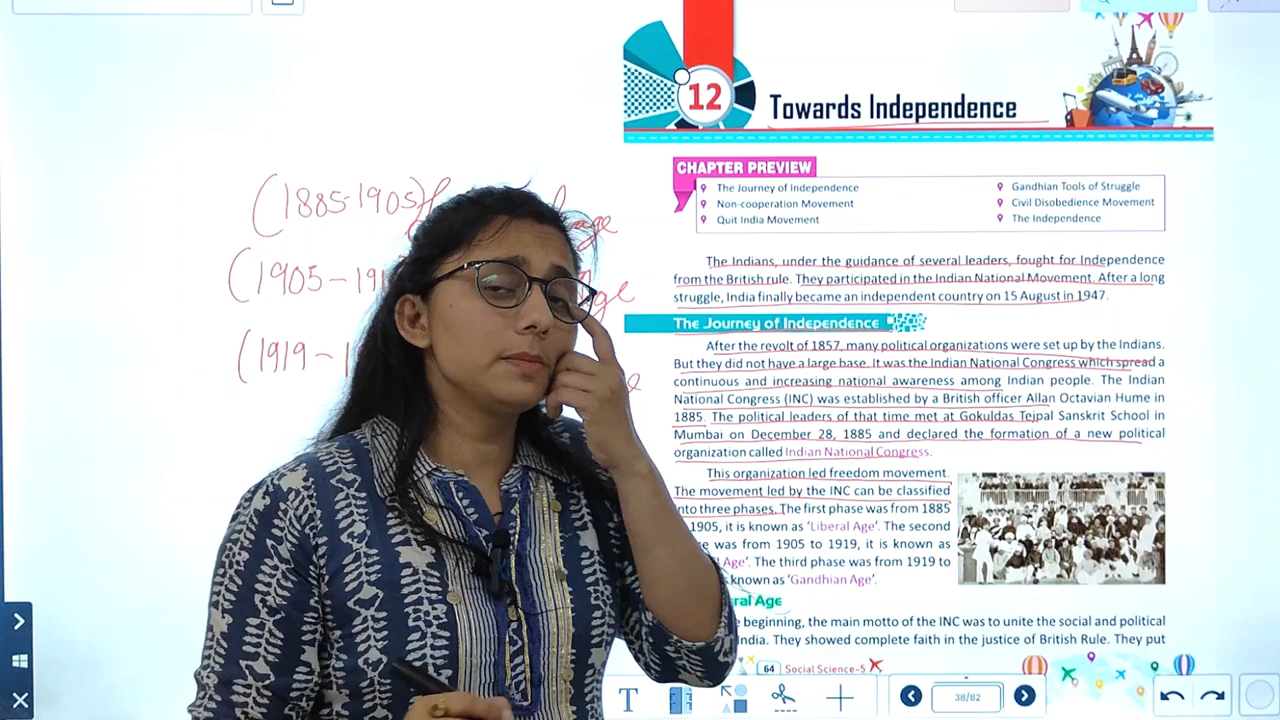 12
Towards Independence
CHAPTER PREVIEW
The Journey of Independence
Non-cooperation Movement
Quit India Movement
Gandhian Tools of Struggle
Civil Disobedience Movement
The Independence
(1885-1905)
age
(1905-191
ge
(1919-1
The Indians, under the guidance of several leaders, fought for Independence
from the British rule. They participated in the Indian National Movement. After a long
struggle, India finally became an independent country on 15 August in 1947.
The Journey of Independence
After the revolt of 1857, many political organizations were set up by the Indians.
But they did not have a large base. It was the Indian National Congress which spread a
continuous and increasing national awareness among Indian people. The Indian
National Congress (INC) was established by a British officer Allan Octavian Hume in
1885. The political leaders of that time met at Gokuldas Tejpal Sanskrit School in
Mumbai on December 28, 1885 and declared the formation of a new political
organization called Indian National Congress.
This organization led freedom movement.
The movement led by the INC can be classified
nto three phases. The first phase was from 1885
1905, it is known as 'Liberal Age'. The second
was from 1905 to 1919, it is known as
Age'. The third phase was from 1919 to
known as 'Gandhian Age'.
ral Age
beginning, the main motto of the INC was to unite the social and political
India. They showed complete faith in the justice of British Rule. They put
64 Social Science-5
T
38/82